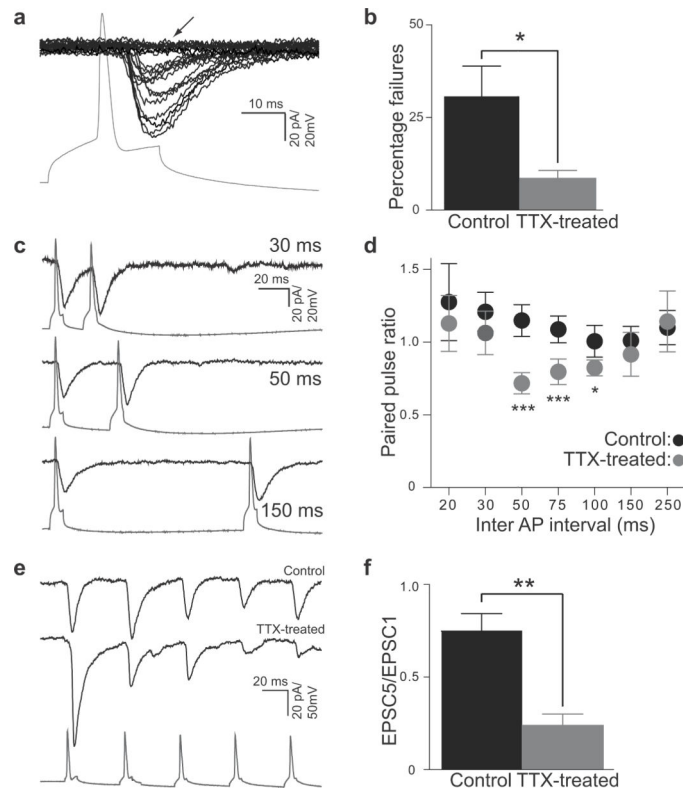 a
10 ms
20 pA/
20mV
b
Percentage failures
50
25
0
*
Control TTX-treated
c
30 ms
20 ms
20 pA/
20mV
50 ms
150 ms
d
Paired pulse ratio
1.5
1.0
0.5
0
***
***
*
Control:
TTX-treated:
20 30 50 75 100 150 250
Inter AP interval (ms)
e
Control
TTX-treated
20 ms
20 pA/
50mV
f
EPSC5/EPSC1
1.0
0.5
0
**
Control TTX-treated